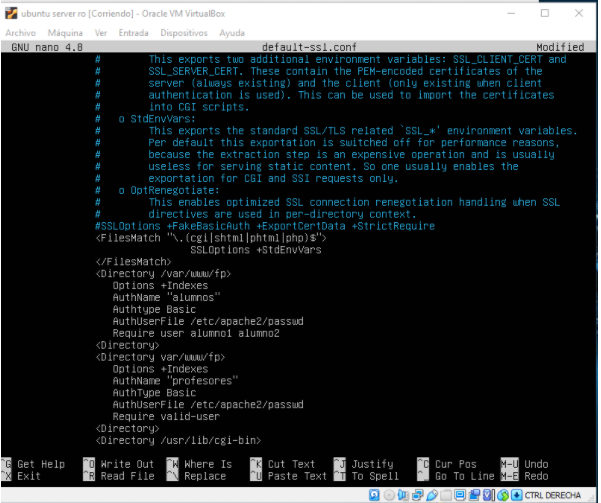 ubuntu server ro [Corriendo] - Oracle VM VirtualBox
Archivo Máquina Ver Entrada Dispositivos Ayuda
GNU nano 4.8 default-ssl.conf Modified
# This exports two additional environment variables: SSL_CLIENT_CERT and
# SSL_SERVER_CERT. These contain the PEM-encoded certificates of the
# server (always existing) and the client (only existing when client
# authentication is used). This can be used to import the certificates
# into CGI scripts.
# o StdEnvVars:
# This exports the standard SSL/TLS related `SSL_*' environment variables.
# Per default this exportation is switched off for performance reasons,
# because the extraction step is an expensive operation and is usually
# useless for serving static content. So one usually enables the
# exportation for CGI and SSI requests only.
# o OptRenegotiate:
# This enables optimized SSL connection renegotiation handling when SSL
# directives are used in per-directory context.
#SSLOptions +FakeBasicAuth +ExportCertData +StrictRequire
<FilesMatch "\.(cgi|shtml|phtml|php)$">
SSLOptions +StdEnvVars
</FilesMatch>
<Directory /var/www/fp>
Options +Indexes
AuthName "alumnos"
Authtype Basic
AuthUserFile /etc/apache2/passwd
Require user alumno1 alumno2
<Directory>
<Directory var/www/fp>
Options +Indexes
AuthName "profesores"
AuthType Basic
AuthUserFile /etc/apache2/passwd
Require valid-user
<Directory>
<Directory /usr/lib/cgi-bin>
^G Get Help ^O Write Out ^W Where Is ^K Cut Text ^J Justify ^C Cur Pos M-U Undo
^X Exit ^R Read File ^\ Replace ^U Paste Text ^T To Spell ^_ Go To Line M-E Redo
CTRL DERECHA